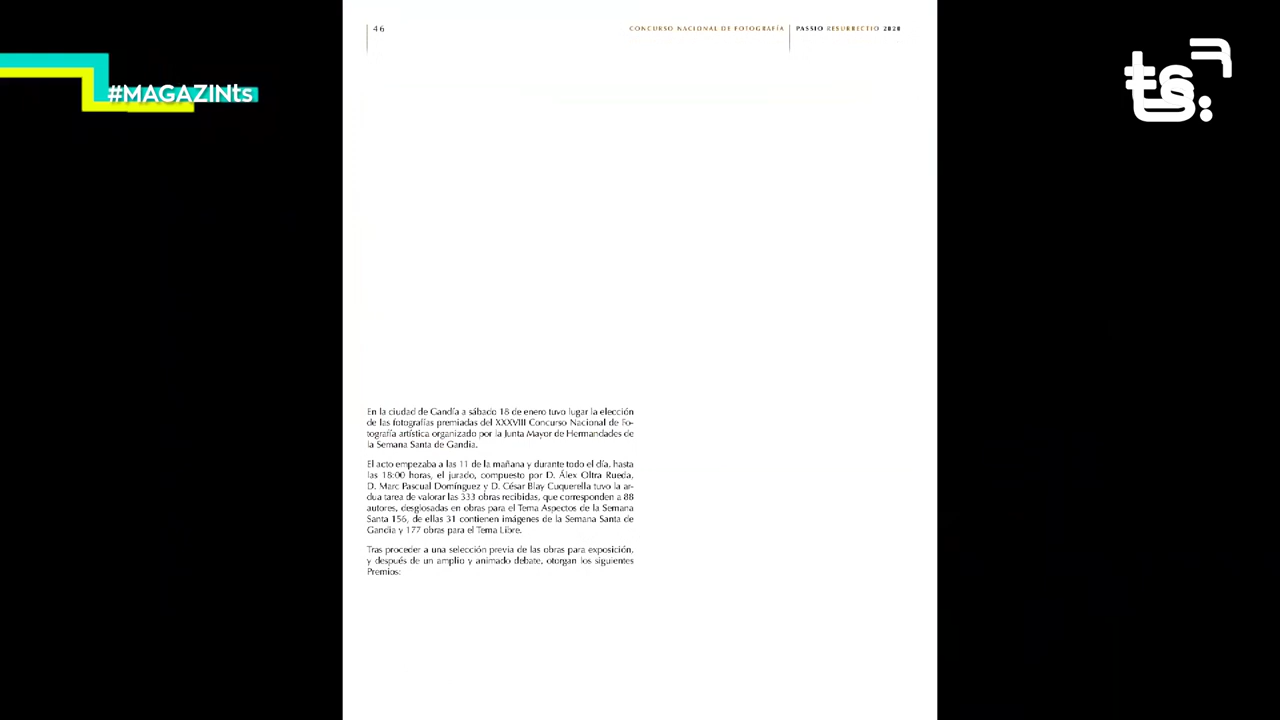 46
CONCURSO NACIONAL DE FOTOGRAFÍA
PASSIO RESURRECTIO 2020
#MAGAZINts
ts
En la ciudad de Gandía a sábado 18 de enero tuvo lugar la elección
de las fotografías premiadas del XXXVIII Concurso Nacional de Fo-
tografía artística organizado por la Junta Mayor de Hermandades de
la Semana Santa de Gandia.
El acto empezaba a las 11 de la mañana y durante todo el día, hasta
las 18:00 horas, el jurado, compuesto por D. Álex Oltra Rueda,
D. Marc Pascual Domínguez y D. César Blay Cuquerella tuvo la ar-
dua tarea de valorar las 333 obras recibidas, que corresponden a 88
autores, desglosadas en obras para el Tema Aspectos de la Semana
Santa 156, de ellas 31 contienen imágenes de la Semana Santa de
Gandia y 177 obras para el Tema Libre.
Tras proceder a una selección previa de las obras para exposición,
y después de un amplio y animado debate, otorgan los siguientes
Premios: